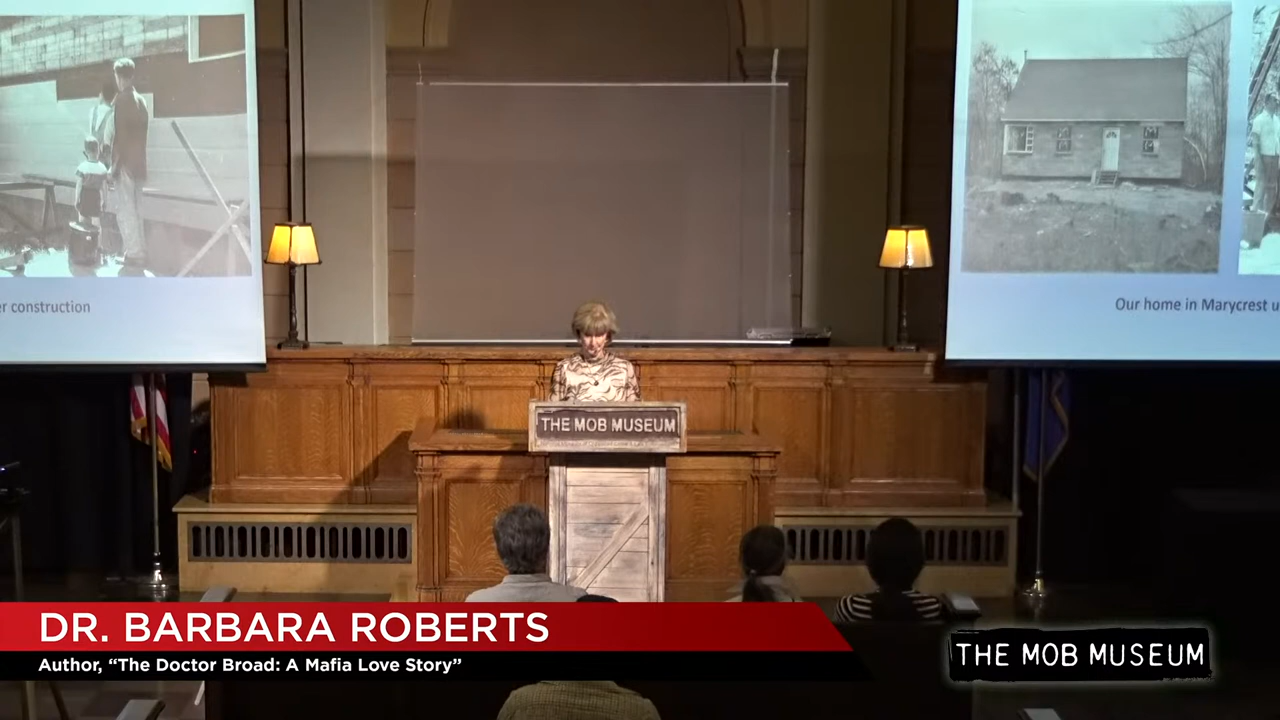 er construction
Our home in Marycrest u
THE MOB MUSEUM
DR. BARBARA ROBERTS
Author, “The Doctor Broad: A Mafia Love Story”
THE MOB MUSEUM